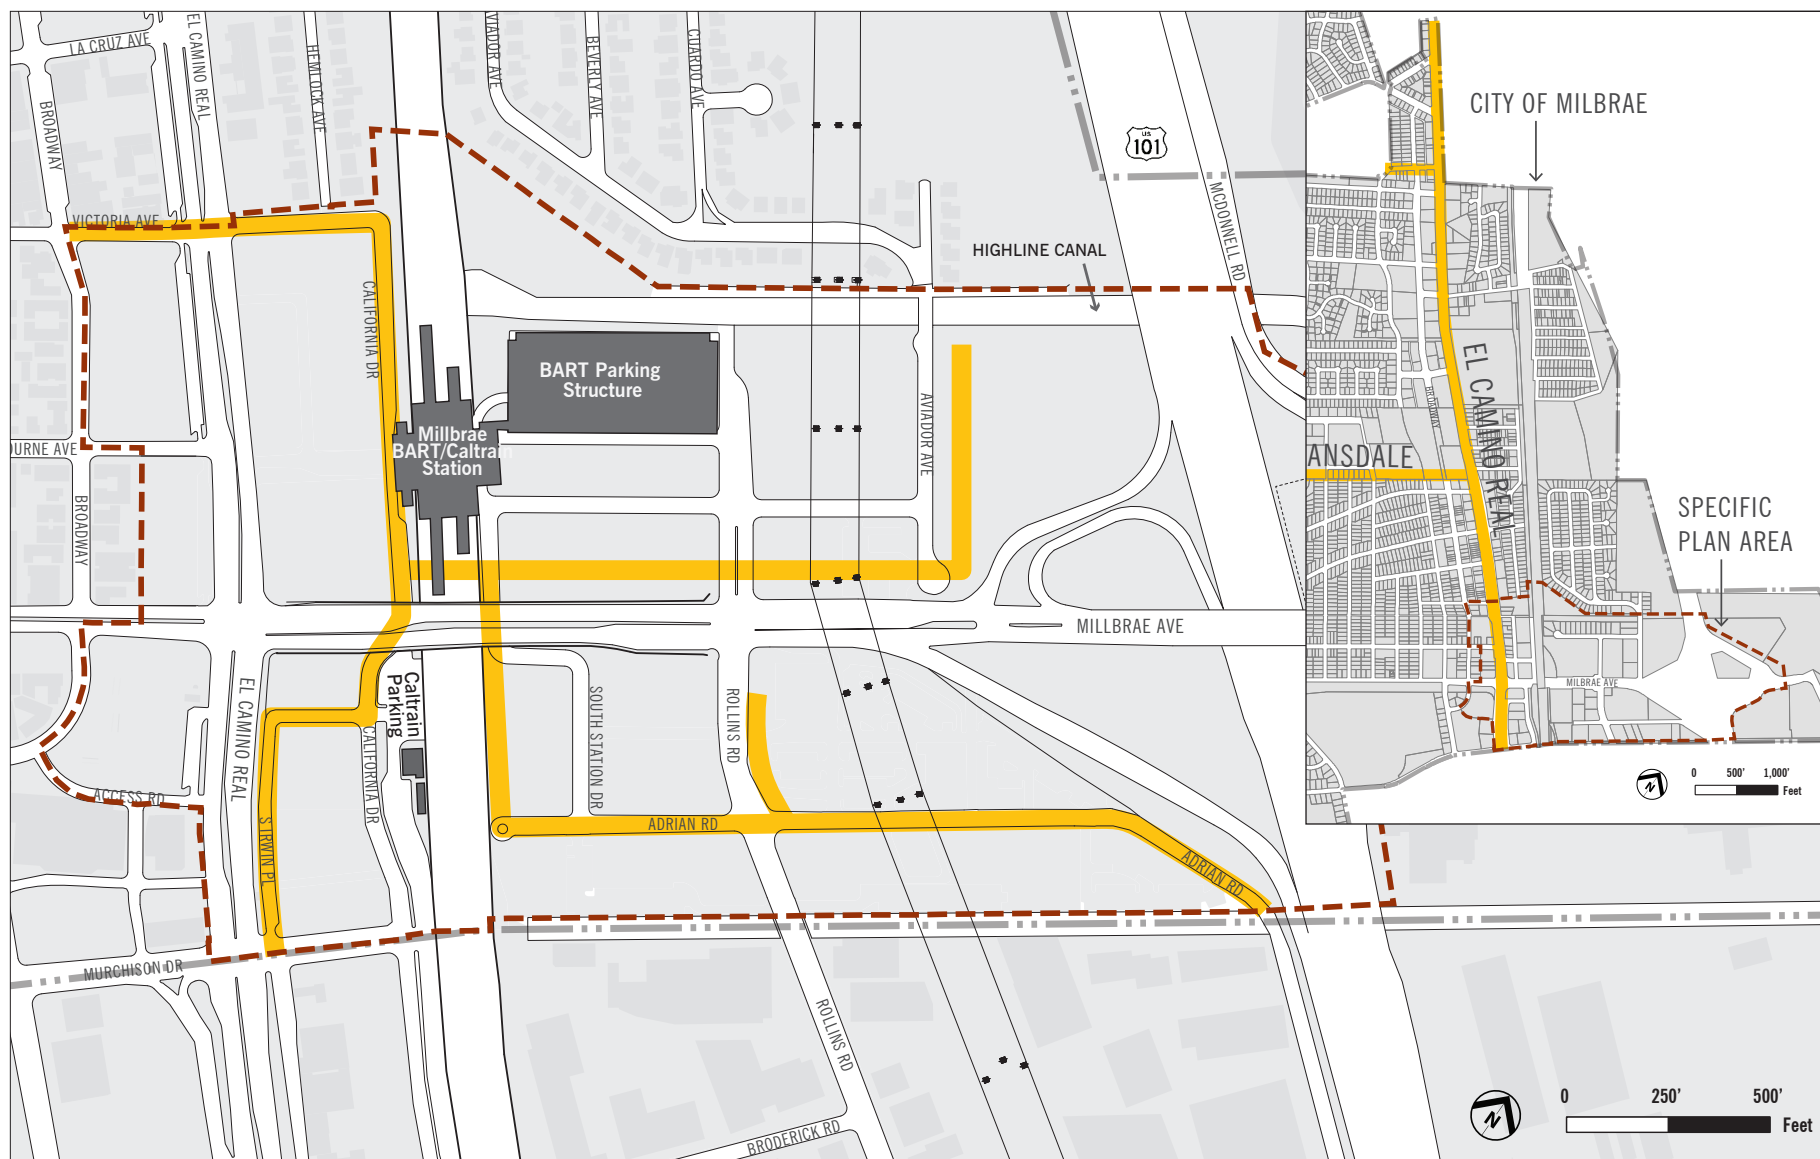 LA CRUZ AVE
EL CAMINO REAL
HEMLOCK AVE
VIADOR AVE
BEVERLY AVE
CUARDO AVE
BROADWAY
U.S.
101
MCDONNELL RD
VICTORIA AVE
HIGHLINE CANAL
CALIFORNIA DR
BART Parking
Structure
Millbrae
BART/Caltrain
Station
AVIADOR AVE
OURNE AVE
BROADWAY
MILLBRAE AVE
EL CAMINO REAL
Caltrain
Parking
CALIFORNIA DR
SOUTH STATION DR
ROLLINS RD
ACCESS RD
S IRWIN PL
ADRIAN RD
ADRIAN RD
MURCHISON DR
ROLLINS RD
BRODERICK RD
CITY OF MILBRAE
BROADWAY
EL CAMINO REAL
ANSDALE
SPECIFIC
PLAN AREA
MILBRAE AVE
N
0 500' 1,000'
Feet
N
0 250' 500'
Feet